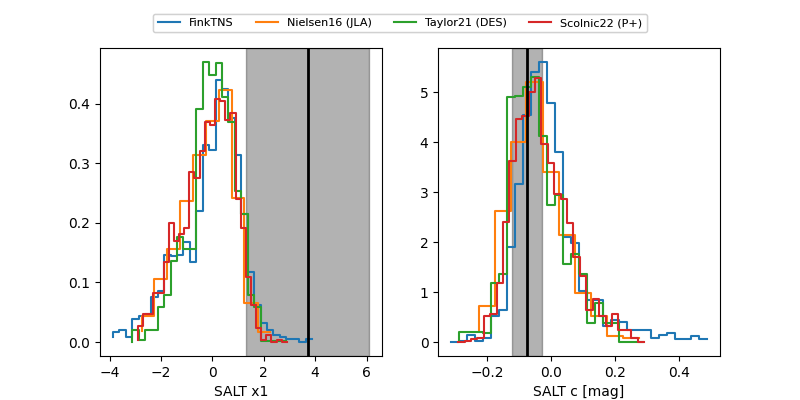 FinkTNS Nielsen16 (JLA) Taylor21 (DES) Scolnic22 (P+)
0.4
0.3
0.2
0.1
0.0
−4 −2 0 2 4 6
SALT x1
5
4
3
2
1
0
−0.2 0.0 0.2 0.4
SALT c [mag]